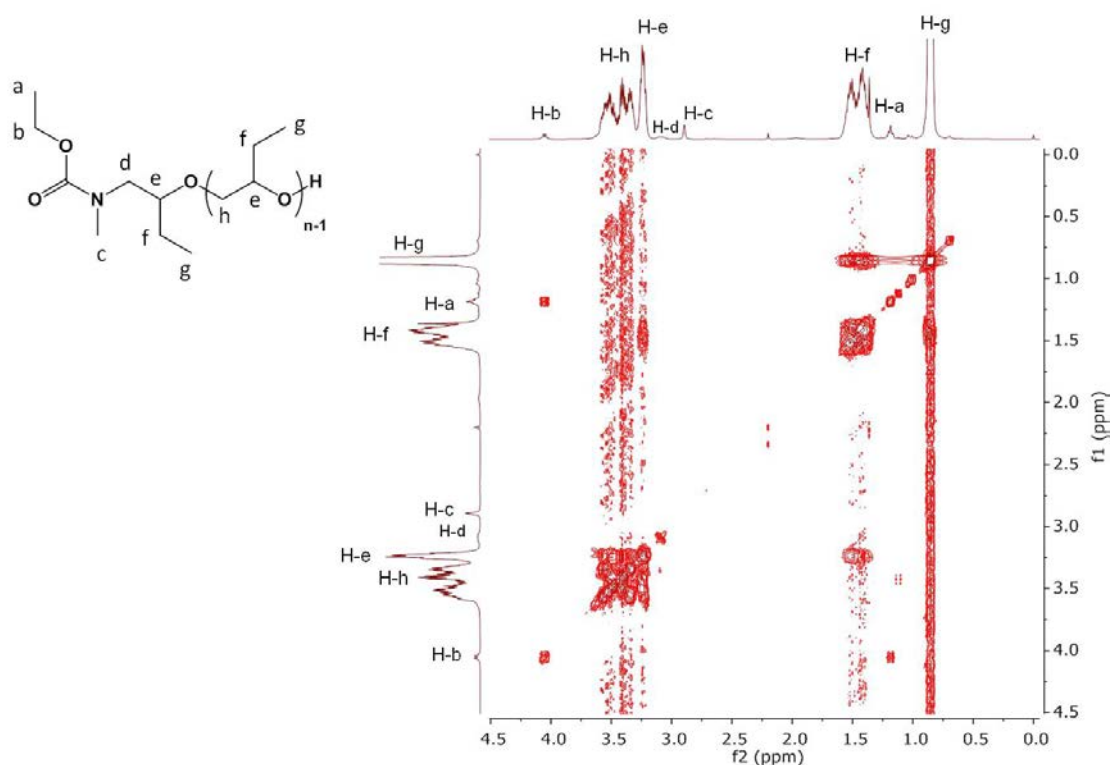 a
b
O
O
N
c
d
e
f
g
O
h
f
g
e
O
H
n-1
H-b
H-h
H-e
H-d
H-c
H-f
H-a
H-g
H-g
H-a
H-f
H-c
H-d
H-e
H-h
H-b
0.0
0.5
1.0
1.5
2.0
2.5
3.0
3.5
4.0
4.5
f1 (ppm)
4.5 4.0 3.5 3.0 2.5 2.0 1.5 1.0 0.5 0.0
f2 (ppm)